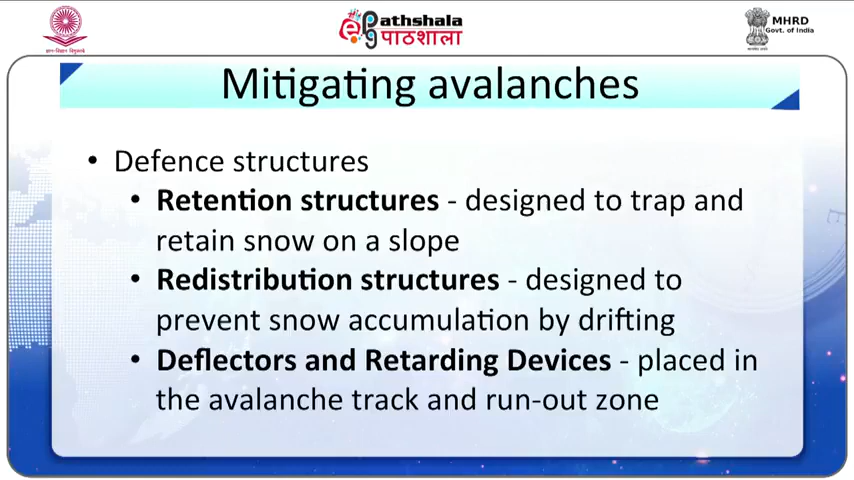 ePathshala
पाठशाला
MHRD
Govt. of India
Mitigating avalanches
• Defence structures
• Retention structures - designed to trap and
retain snow on a slope
• Redistribution structures - designed to
prevent snow accumulation by drifting
• Deflectors and Retarding Devices - placed in
the avalanche track and run-out zone